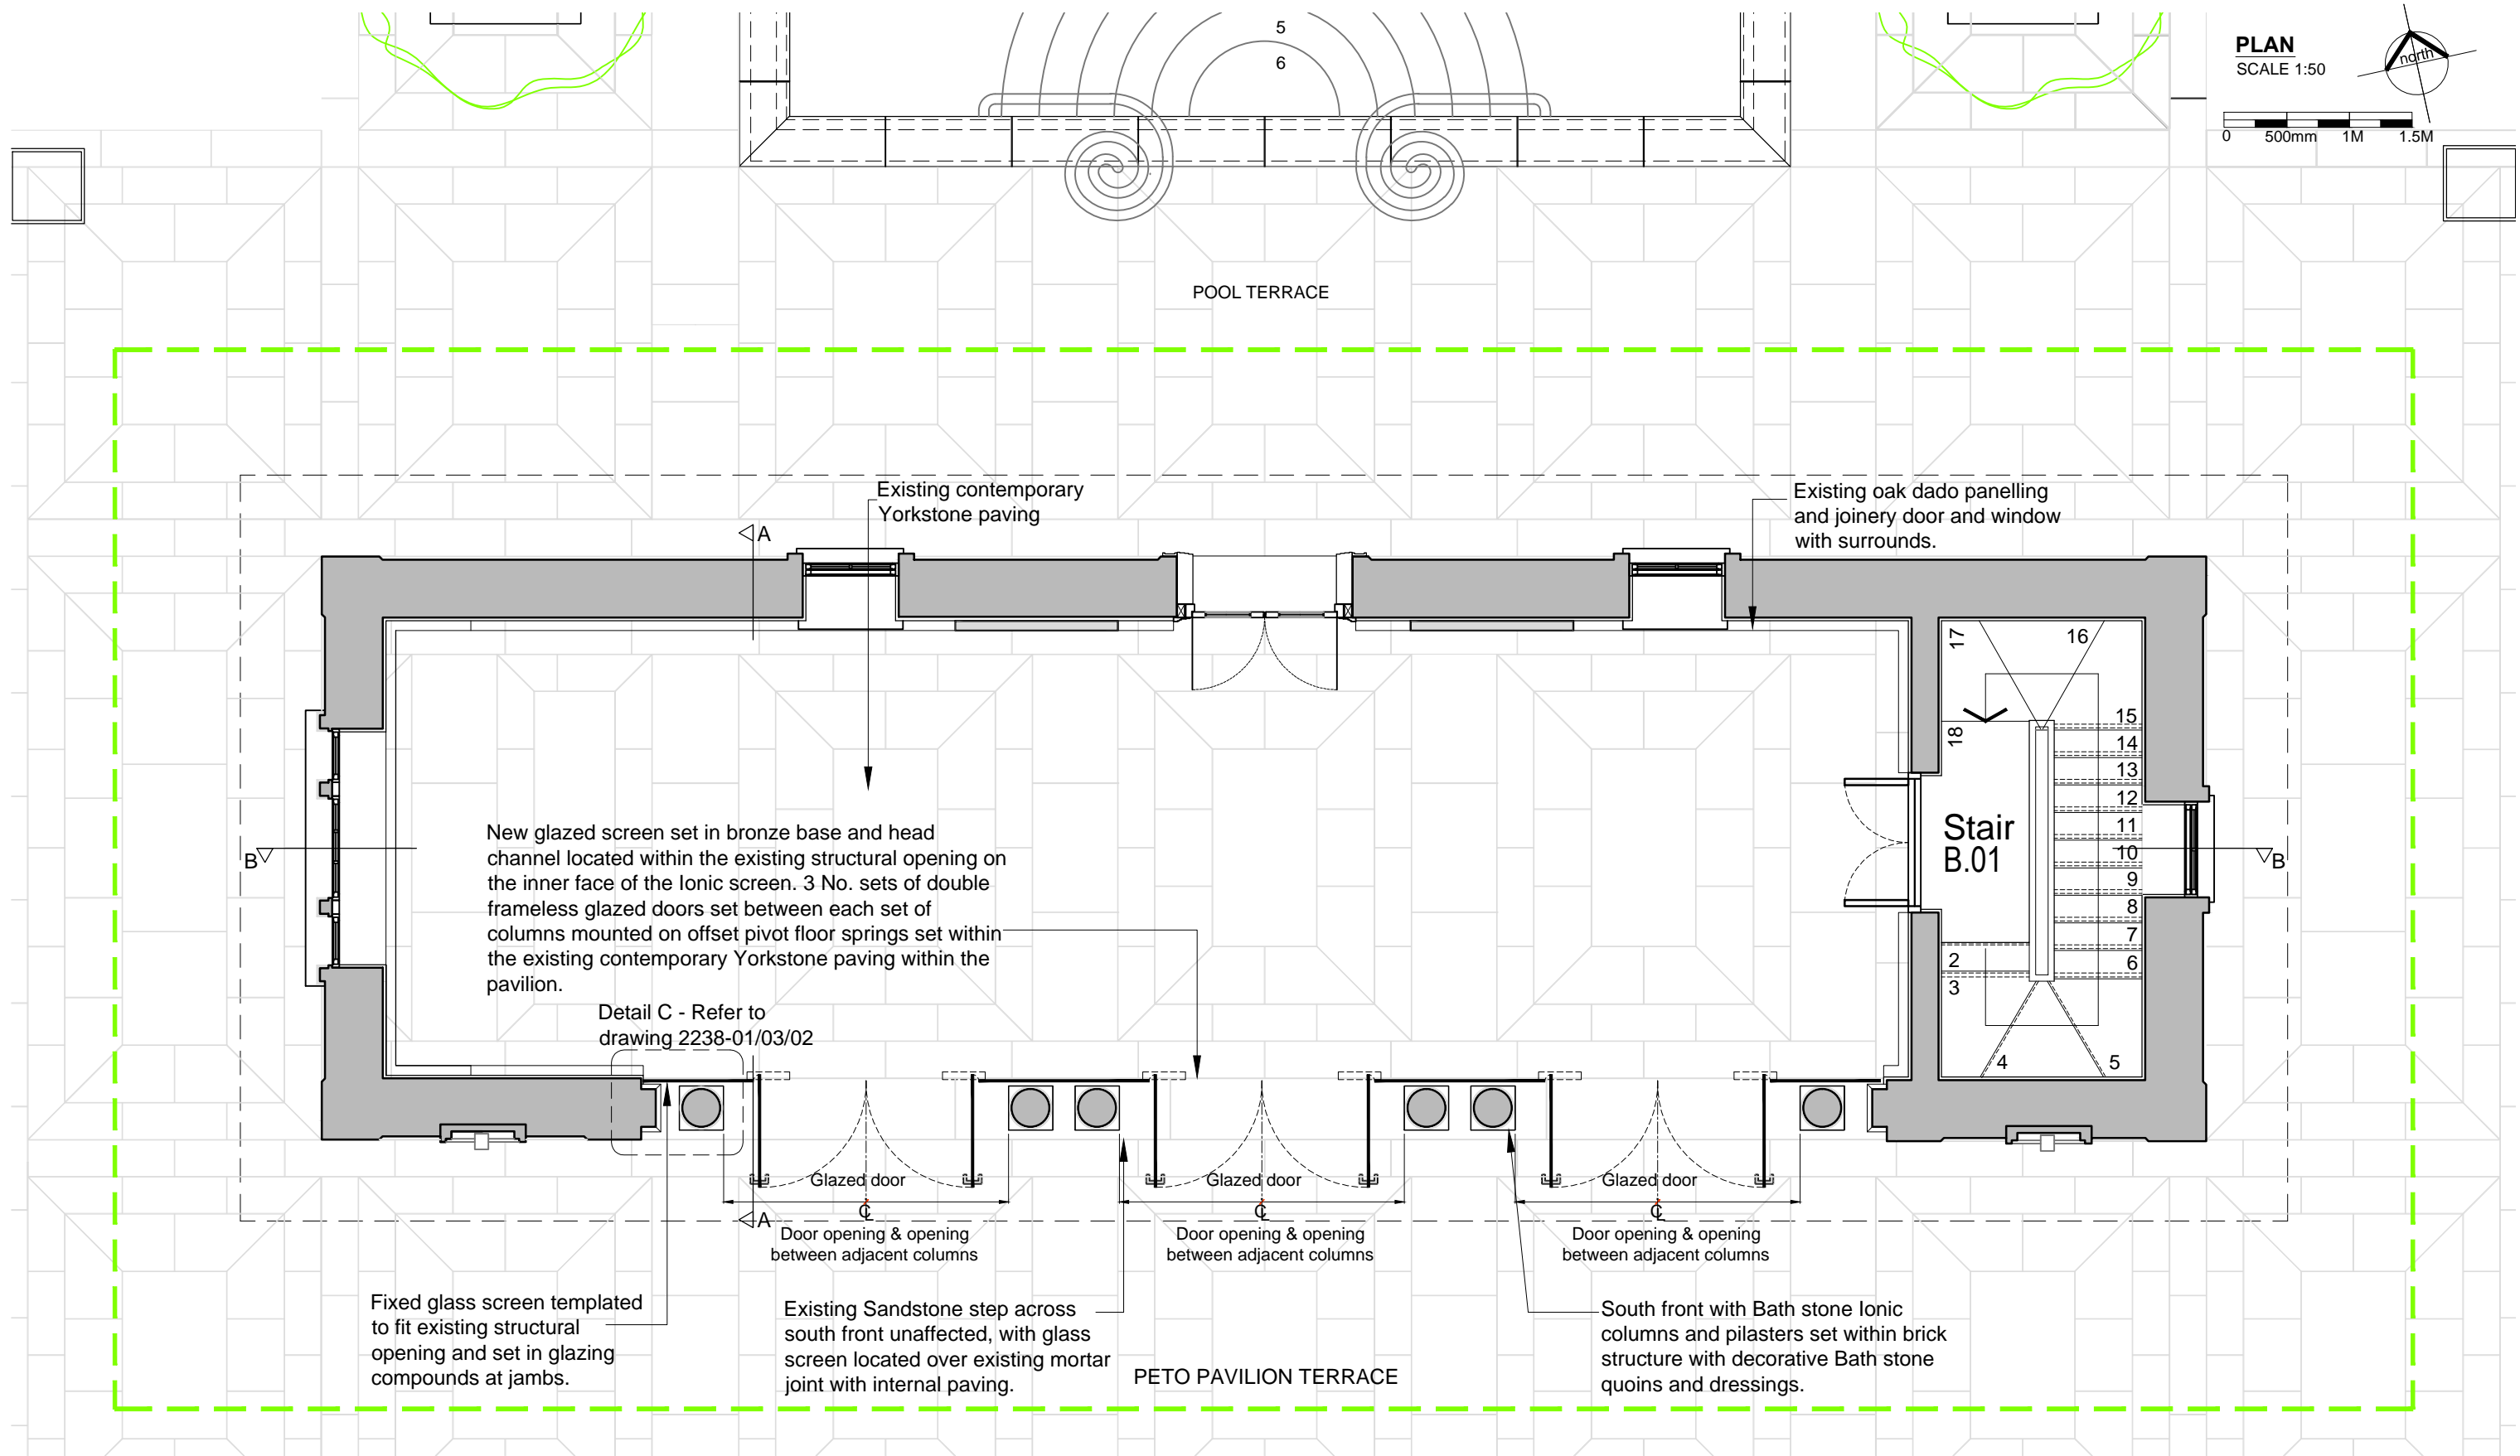 5
6
PLAN
SCALE 1:50
north
0 500mm 1M 1.5M
POOL TERRACE
Existing contemporary
Yorkstone paving
Existing oak dado panelling
and joinery door and window
with surrounds.
A
17
16
18
15
14
13
12
11
10
9
8
7
6
Stair
B.01
2
3
4
5
B
B
New glazed screen set in bronze base and head
channel located within the existing structural opening on
the inner face of the Ionic screen. 3 No. sets of double
frameless glazed doors set between each set of
columns mounted on offset pivot floor springs set within
the existing contemporary Yorkstone paving within the
pavilion.
Detail C - Refer to
drawing 2238-01/03/02
Glazed door
Glazed door
Glazed door
A
℄
℄
℄
Door opening & opening
between adjacent columns
Door opening & opening
between adjacent columns
Door opening & opening
between adjacent columns
Fixed glass screen templated
to fit existing structural
opening and set in glazing
compounds at jambs.
Existing Sandstone step across
south front unaffected, with glass
screen located over existing mortar
joint with internal paving.
PETO PAVILION TERRACE
South front with Bath stone Ionic
columns and pilasters set within brick
structure with decorative Bath stone
quoins and dressings.